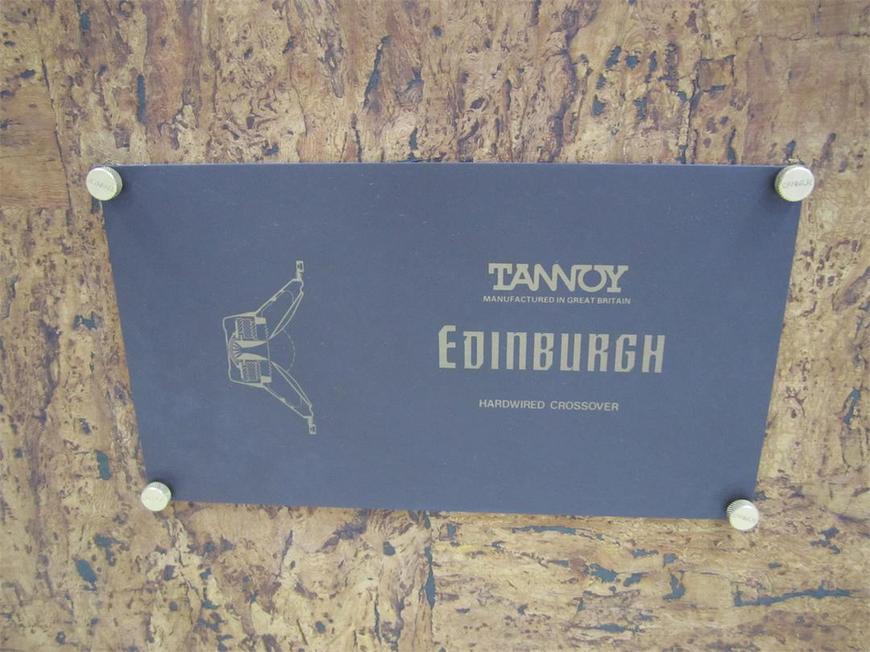 TANNOY
MANUFACTURED IN GREAT BRITAIN
EDINBURGH
HARDWIRED CROSSOVER